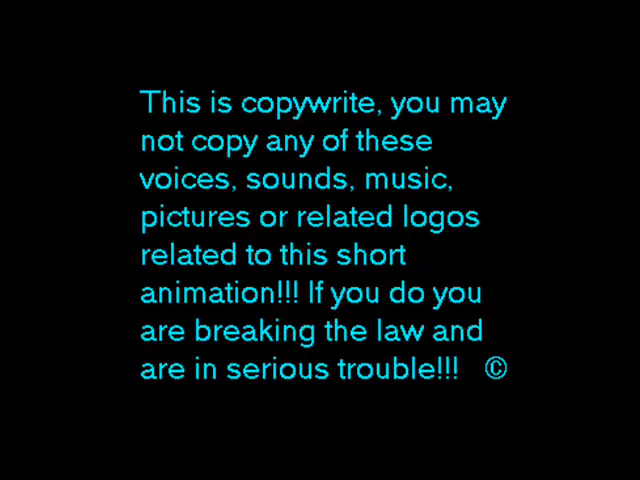 This is copywrite, you may
not copy any of these
voices, sounds, music,
pictures or related logos
related to this short
animation!!! If you do you
are breaking the law and
are in serious trouble!!! ©